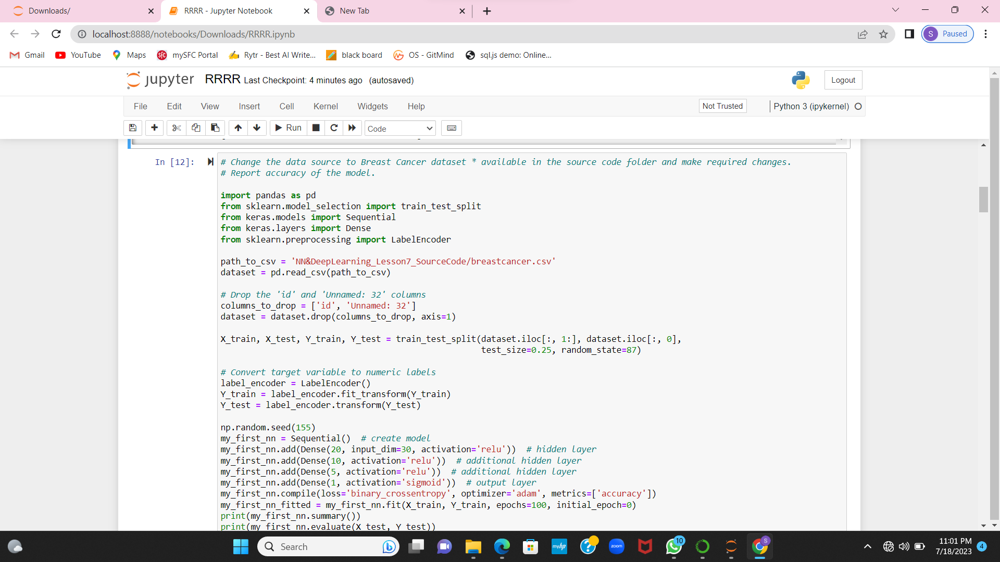 Downloads/
RRRR - Jupyter Notebook
New Tab
localhost:8888/notebooks/Downloads/RRRR.ipynb
S Paused
Gmail YouTube Maps SFC mySFC Portal Rytr - Best AI Write... black board OS - GitMind sql.js demo: Online...
jupyter RRRR Last Checkpoint: 4 minutes ago (autosaved)
Logout
File Edit View Insert Cell Kernel Widgets Help
Not Trusted Python 3 (ipykernel)
Run Code
In [12]:
# Change the data source to Breast Cancer dataset * available in the source code folder and make required changes.
# Report accuracy of the model.
import pandas as pd
from sklearn.model_selection import train_test_split
from keras.models import Sequential
from keras.layers import Dense
from sklearn.preprocessing import LabelEncoder
path_to_csv = 'NN&DeepLearning_Lesson7_SourceCode/breastcancer.csv'
dataset = pd.read_csv(path_to_csv)
# Drop the 'id' and 'Unnamed: 32' columns
columns_to_drop = ['id', 'Unnamed: 32']
dataset = dataset.drop(columns_to_drop, axis=1)
X_train, X_test, Y_train, Y_test = train_test_split(dataset.iloc[:, 1:], dataset.iloc[:, 0],
test_size=0.25, random_state=87)
# Convert target variable to numeric labels
label_encoder = LabelEncoder()
Y_train = label_encoder.fit_transform(Y_train)
Y_test = label_encoder.transform(Y_test)
np.random.seed(155)
my_first_nn = Sequential()  # create model
my_first_nn.add(Dense(20, input_dim=30, activation='relu'))  # hidden layer
my_first_nn.add(Dense(10, activation='relu'))  # additional hidden layer
my_first_nn.add(Dense(5, activation='relu'))  # additional hidden layer
my_first_nn.add(Dense(1, activation='sigmoid'))  # output layer
my_first_nn.compile(loss='binary_crossentropy', optimizer='adam', metrics=['accuracy'])
my_first_nn_fitted = my_first_nn.fit(X_train, Y_train, epochs=100, initial_epoch=0)
print(my_first_nn.summary())
print(my_first_nn.evaluate(X_test, Y_test))
Search
myhp
zoom
10
S
11:01 PM
7/18/2023
4